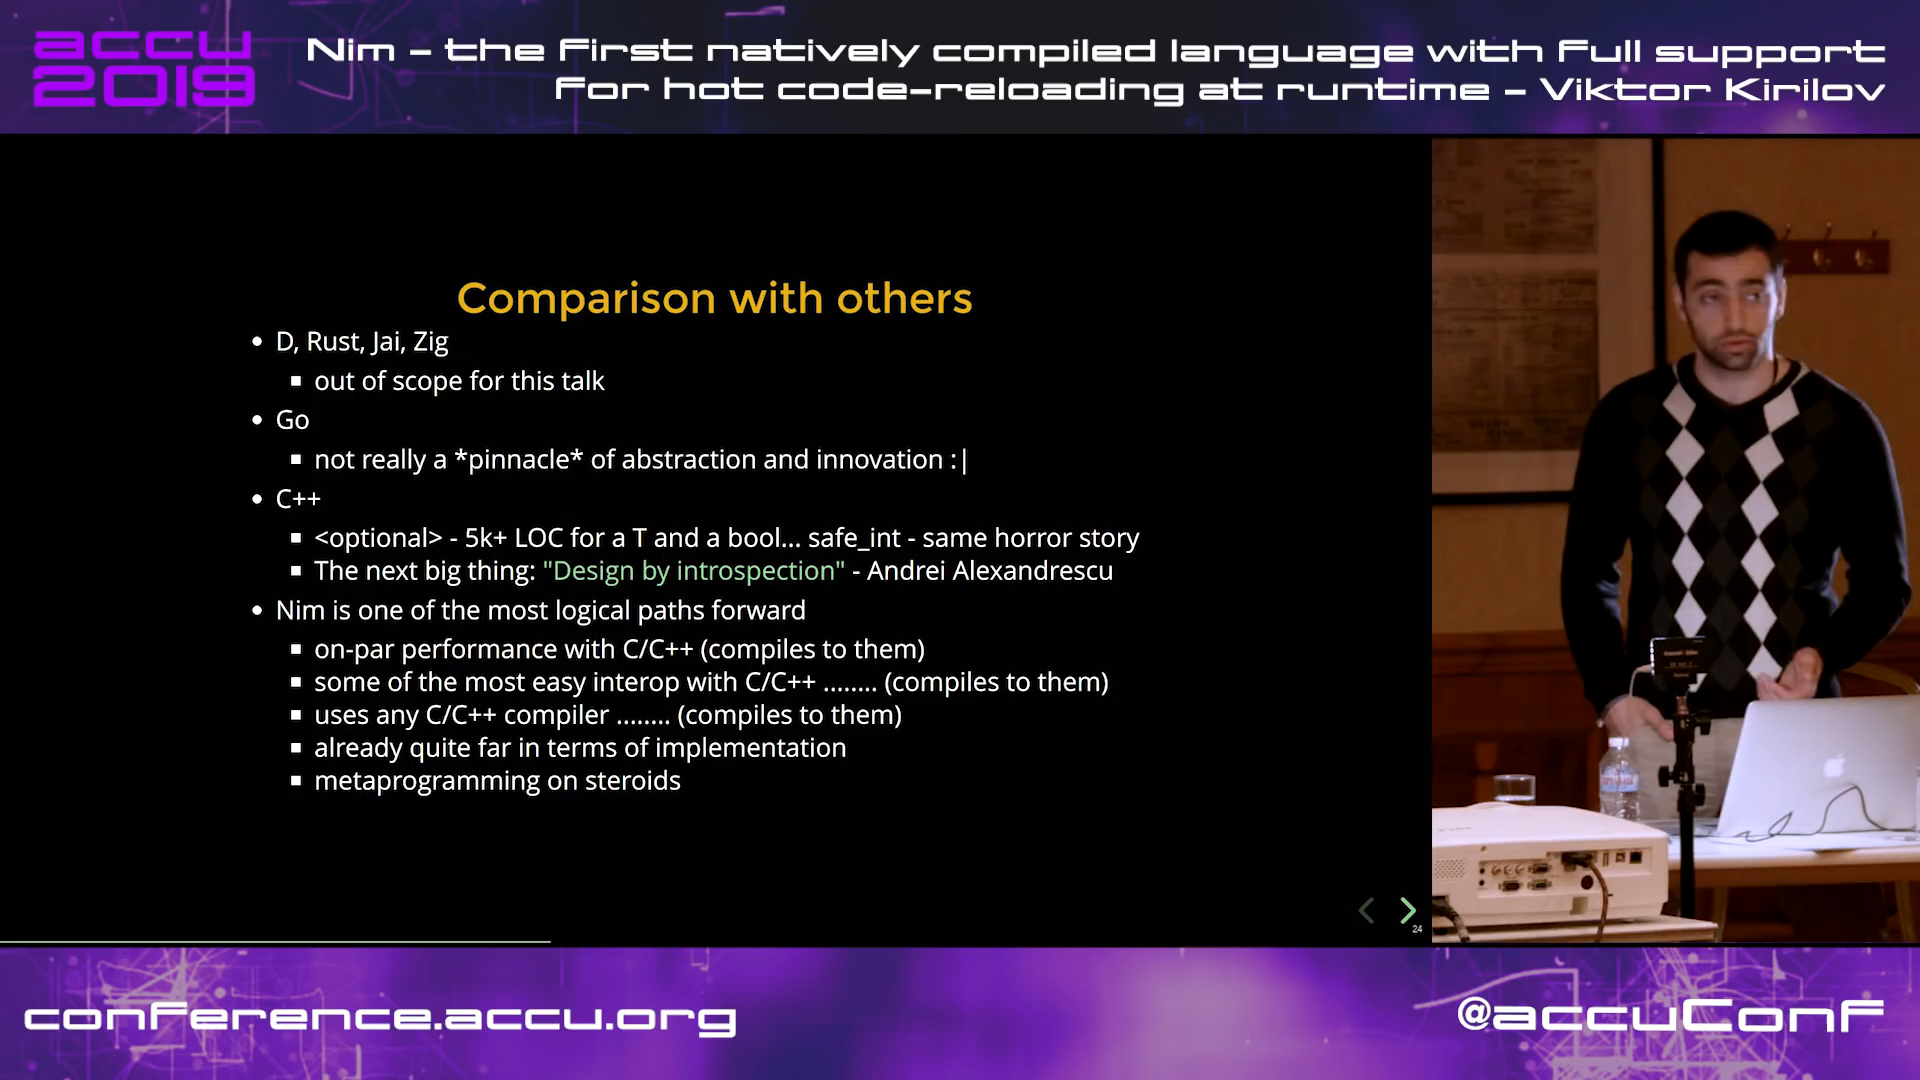 accu
2019
Nim – the first natively compiled language with full support
for hot code-reloading at runtime – Viktor Kirilov
Comparison with others
• D, Rust, Jai, Zig
▪ out of scope for this talk
• Go
▪ not really a *pinnacle* of abstraction and innovation :|
• C++
▪ <optional> - 5k+ LOC for a T and a bool... safe_int - same horror story
▪ The next big thing: "Design by introspection" - Andrei Alexandrescu
• Nim is one of the most logical paths forward
▪ on-par performance with C/C++ (compiles to them)
▪ some of the most easy interop with C/C++ ........ (compiles to them)
▪ uses any C/C++ compiler ........ (compiles to them)
▪ already quite far in terms of implementation
▪ metaprogramming on steroids
24
conference.accu.org
@accuConf